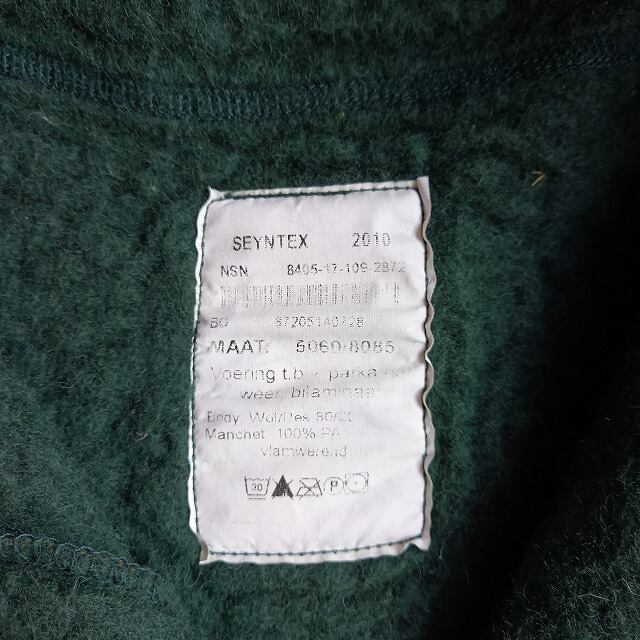 SEYNTEX 2010
NSN 8405-17-109-2872
BO
MAAT: 5060/8085
Voering t.b.v. parka
weer bilaminaat
Body Wol/Pes 80/20
Manchet 100% PA
vlamwerend
P